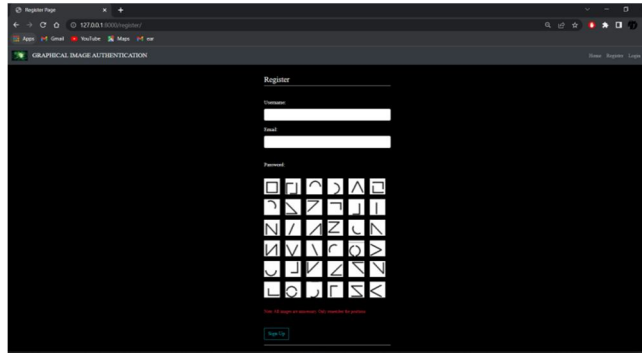 Register Page
127.0.0.1:8000/register/
Apps Gmail YouTube Maps
GRAPHICAL IMAGE AUTHENTICATION
Home Register Login
Register
Username
Email
Password:
Sign Up